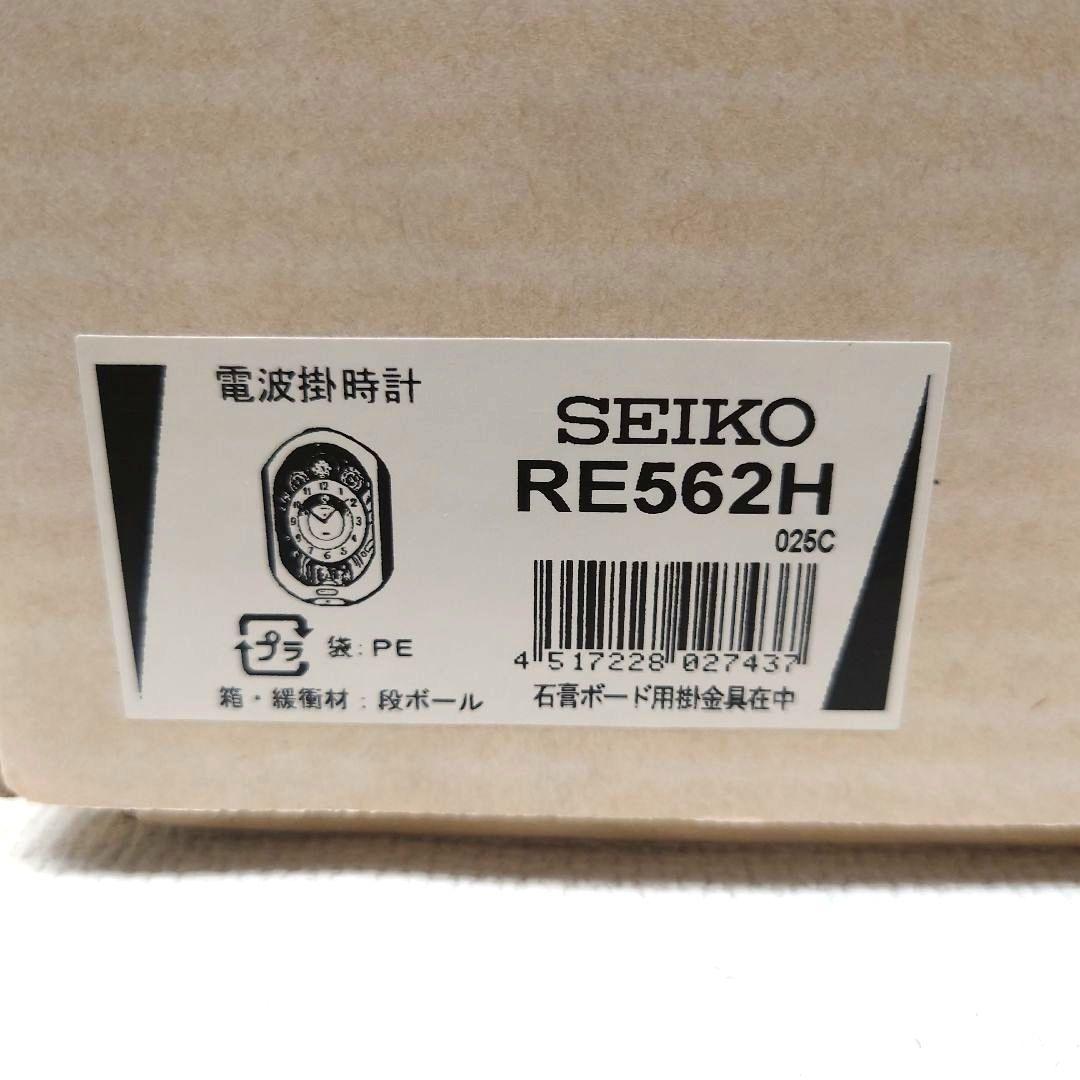 電波掛時計
SEIKO
RE562H
025C
プラ 袋:PE
箱・緩衝材:段ボール
4 517228 027437
石膏ボード用掛金具在中